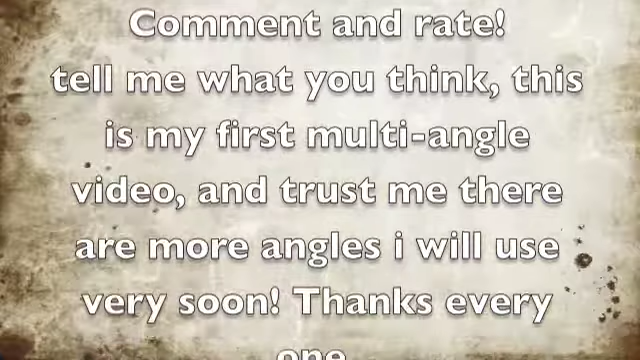 Comment and rate!
tell me what you think, this
is my first multi-angle
video, and trust me there
are more angles i will use
very soon! Thanks every
one